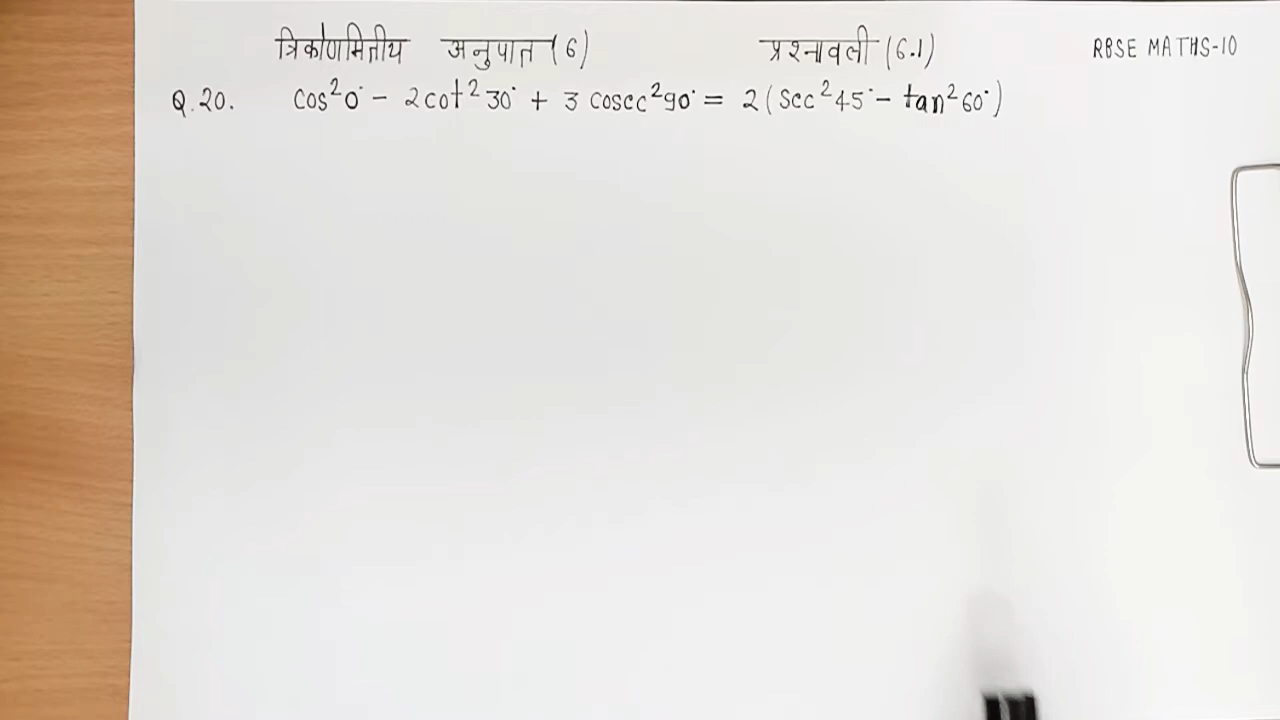 त्रिकोणमितीय अनुपात (6) प्रश्नावली (6.1) RBSE MATHS-10
Q.20. cos²0° - 2cot²30° + 3 cosec²90° = 2(sec²45° - tan²60°)